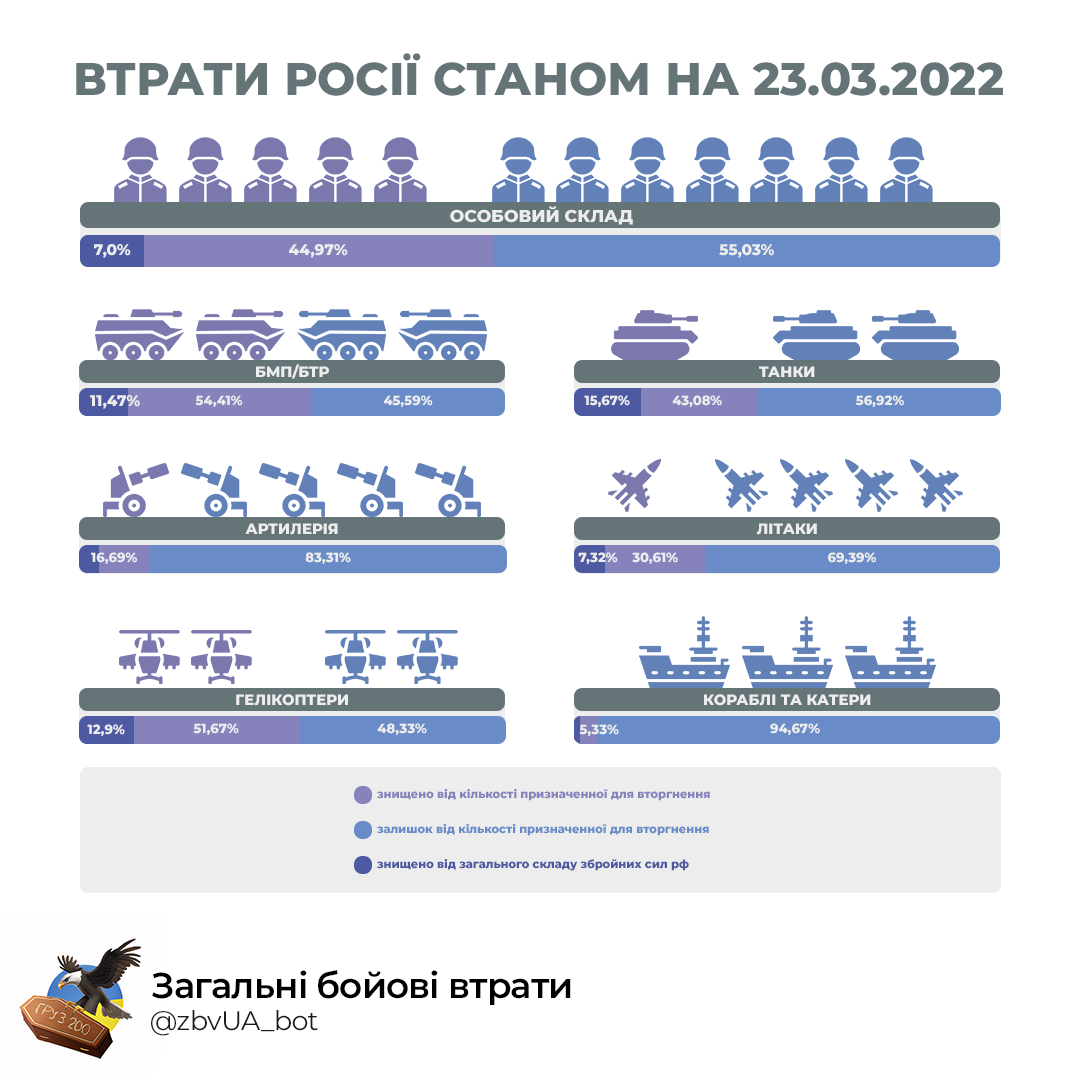 ВТРАТИ РОСІЇ СТАНОМ НА 23.03.2022
ОСОБОВИЙ СКЛАД
7,0% 44,97% 55,03%
БМП/БТР
11,47% 54,41% 45,59%
ТАНКИ
15,67% 43,08% 56,92%
АРТИЛЕРІЯ
16,69% 83,31%
ЛІТАКИ
7,32% 30,61% 69,39%
ГЕЛІКОПТЕРИ
12,9% 51,67% 48,33%
КОРАБЛІ ТА КАТЕРИ
5,33% 94,67%
знищено від кількості призначенної для вторгнення
залишок від кількості призначенної для вторгнення
знищено від загального складу збройних сил рф
ГРУЗ 200
Загальні бойові втрати
@zbvUA_bot